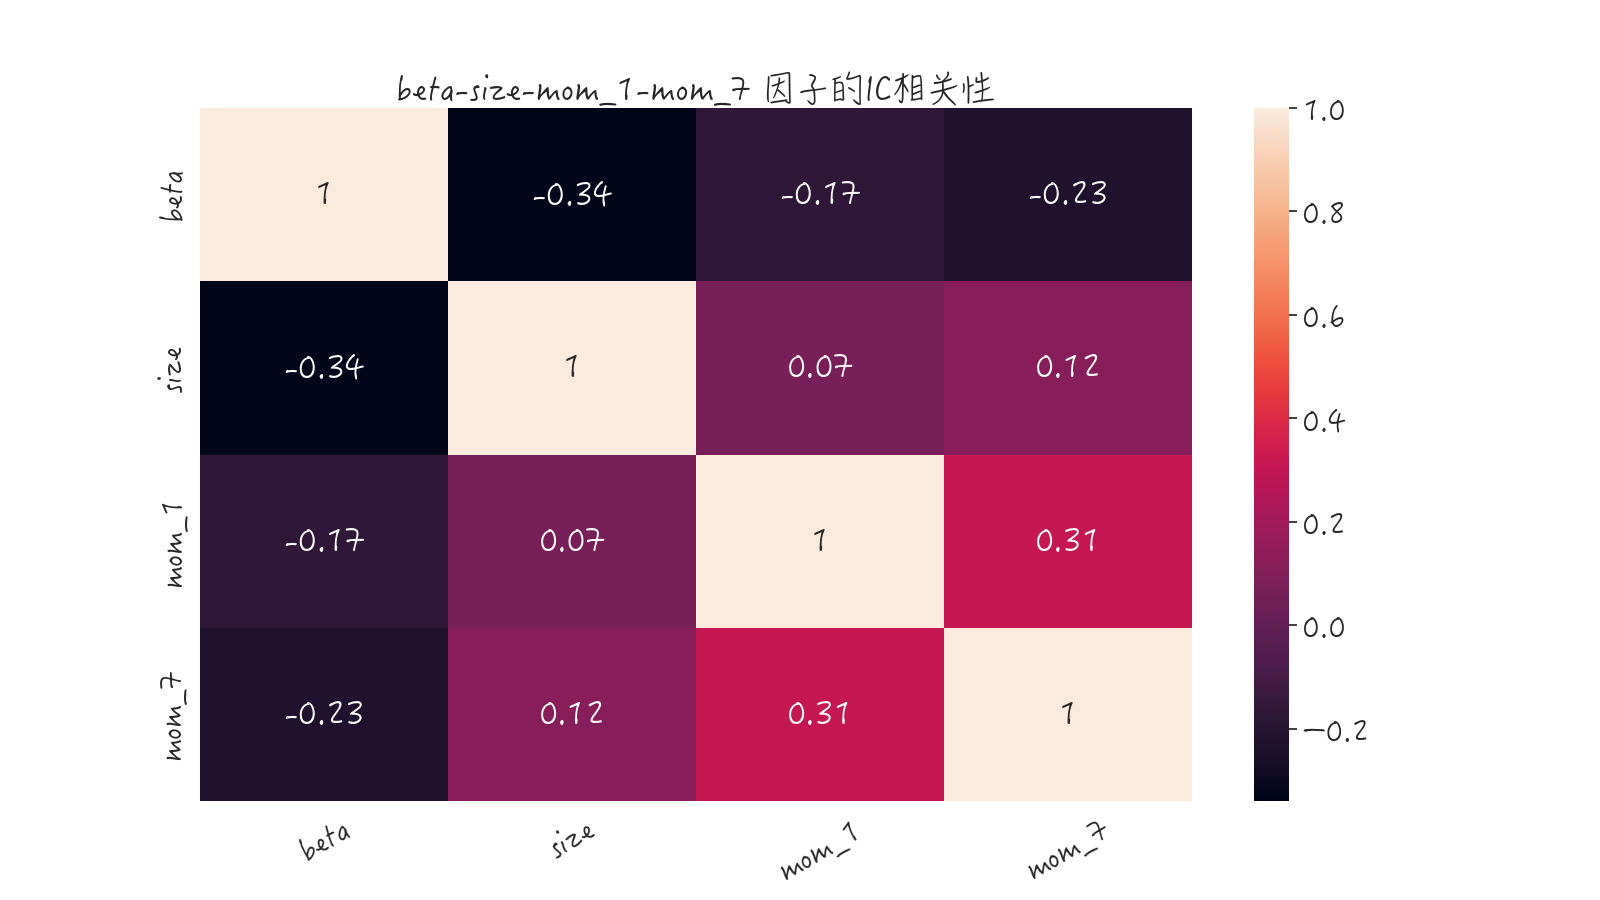 beta-size-mom_1-mom_7 因子的IC相关性
beta 1 -0.34 -0.17 -0.23
size -0.34 1 0.07 0.12
mom_1 -0.17 0.07 1 0.31
mom_7 -0.23 0.12 0.31 1
beta size mom_1 mom_7
1.0
0.8
0.6
0.4
0.2
0.0
−0.2